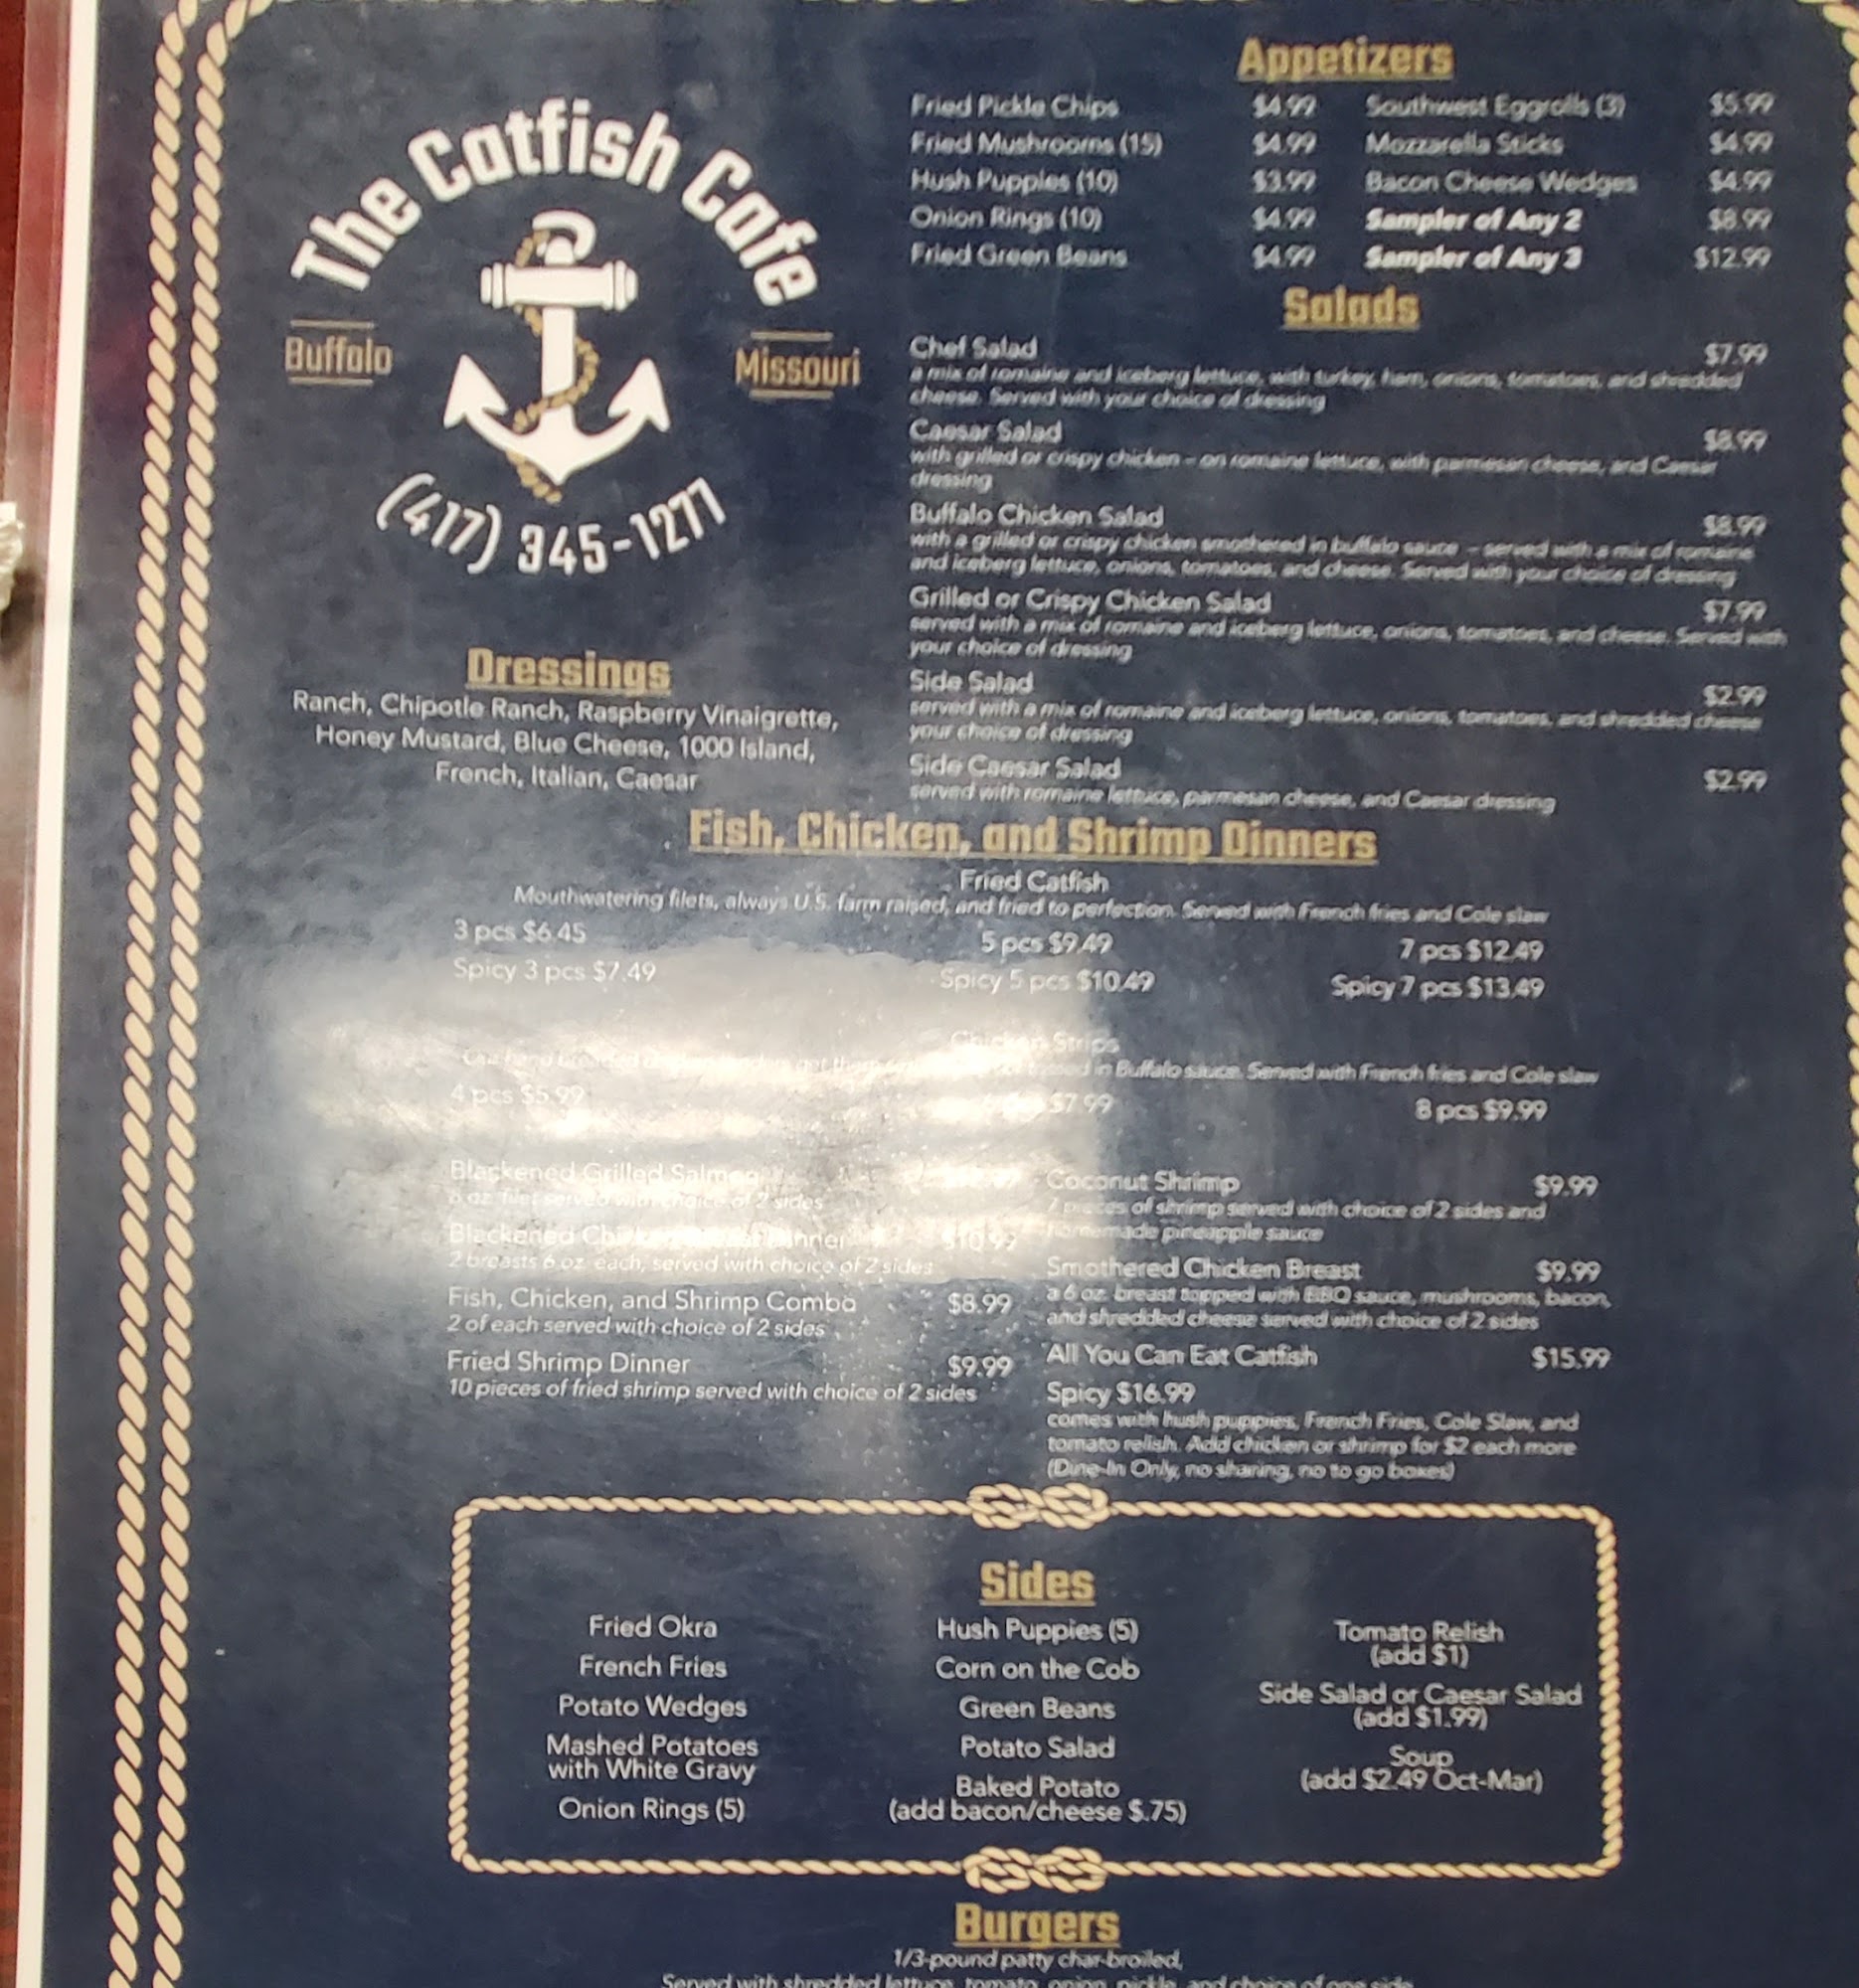 The Catfish Cafe
Buffalo
Missouri
(417) 345-1277
Dressings
Ranch, Chipotle Ranch, Raspberry Vinaigrette,
Honey Mustard, Blue Cheese, 1000 Island,
French, Italian, Caesar
Appetizers
Fried Pickle Chips $4.99 Southwest Eggrolls (3) $5.99
Fried Mushrooms (15) $4.99 Mozzarella Sticks $4.99
Hush Puppies (10) $3.99 Bacon Cheese Wedges $4.99
Onion Rings (10) $4.99 Sampler of Any 2 $8.99
Fried Green Beans $4.99 Sampler of Any 3 $12.99
Salads
Chef Salad $7.99
a mix of romaine and iceberg lettuce, with turkey, ham, onions, tomatoes, and shredded
cheese. Served with your choice of dressing
Caesar Salad $8.99
with grilled or crispy chicken – on romaine lettuce, with parmesan cheese, and Caesar
dressing
Buffalo Chicken Salad $8.99
with a grilled or crispy chicken smothered in buffalo sauce – served with a mix of romaine
and iceberg lettuce, onions, tomatoes, and cheese. Served with your choice of dressing
Grilled or Crispy Chicken Salad $7.99
served with a mix of romaine and iceberg lettuce, onions, tomatoes, and cheese. Served with
your choice of dressing
Side Salad $2.99
served with a mix of romaine and iceberg lettuce, onions, tomatoes, and shredded cheese
your choice of dressing
Side Caesar Salad $2.99
served with romaine lettuce, parmesan cheese, and Caesar dressing
Fish, Chicken, and Shrimp Dinners
Fried Catfish
Mouthwatering filets, always U.S. farm raised, and fried to perfection. Served with French fries and Cole slaw
3 pcs $6.45 5 pcs $9.49 7 pcs $12.49
Spicy 3 pcs $7.49 Spicy 5 pcs $10.49 Spicy 7 pcs $13.49
Chicken Strips
in Buffalo sauce. Served with French fries and Cole slaw
4 pcs $5.99 $7.99 8 pcs $9.99
Blackened Grilled Salmon
6 oz. filet served with choice of 2 sides
Blackened Dinner $10.99
2 breasts 6 oz. each, served with choice of 2 sides
Fish, Chicken, and Shrimp Combo $8.99
2 of each served with choice of 2 sides
Fried Shrimp Dinner $9.99
10 pieces of fried shrimp served with choice of 2 sides
Coconut Shrimp $9.99
7 pieces of shrimp served with choice of 2 sides and
homemade pineapple sauce
Smothered Chicken Breast $9.99
a 6 oz. breast topped with BBQ sauce, mushrooms, bacon,
and shredded cheese served with choice of 2 sides
All You Can Eat Catfish $15.99
Spicy $16.99
comes with hush puppies, French Fries, Cole Slaw, and
tomato relish. Add chicken or shrimp for $2 each more
(Dine-In Only, no sharing, no to go boxes)
Sides
Fried Okra
French Fries
Potato Wedges
Mashed Potatoes
with White Gravy
Onion Rings (5)
Hush Puppies (5)
Corn on the Cob
Green Beans
Potato Salad
Baked Potato
(add bacon/cheese $.75)
Tomato Relish
(add $1)
Side Salad or Caesar Salad
(add $1.99)
Soup
(add $2.49 Oct-Mar)
Burgers
1/3-pound patty char-broiled,
Served with shredded lettuce, tomato, onion, pickle, and choice of one side